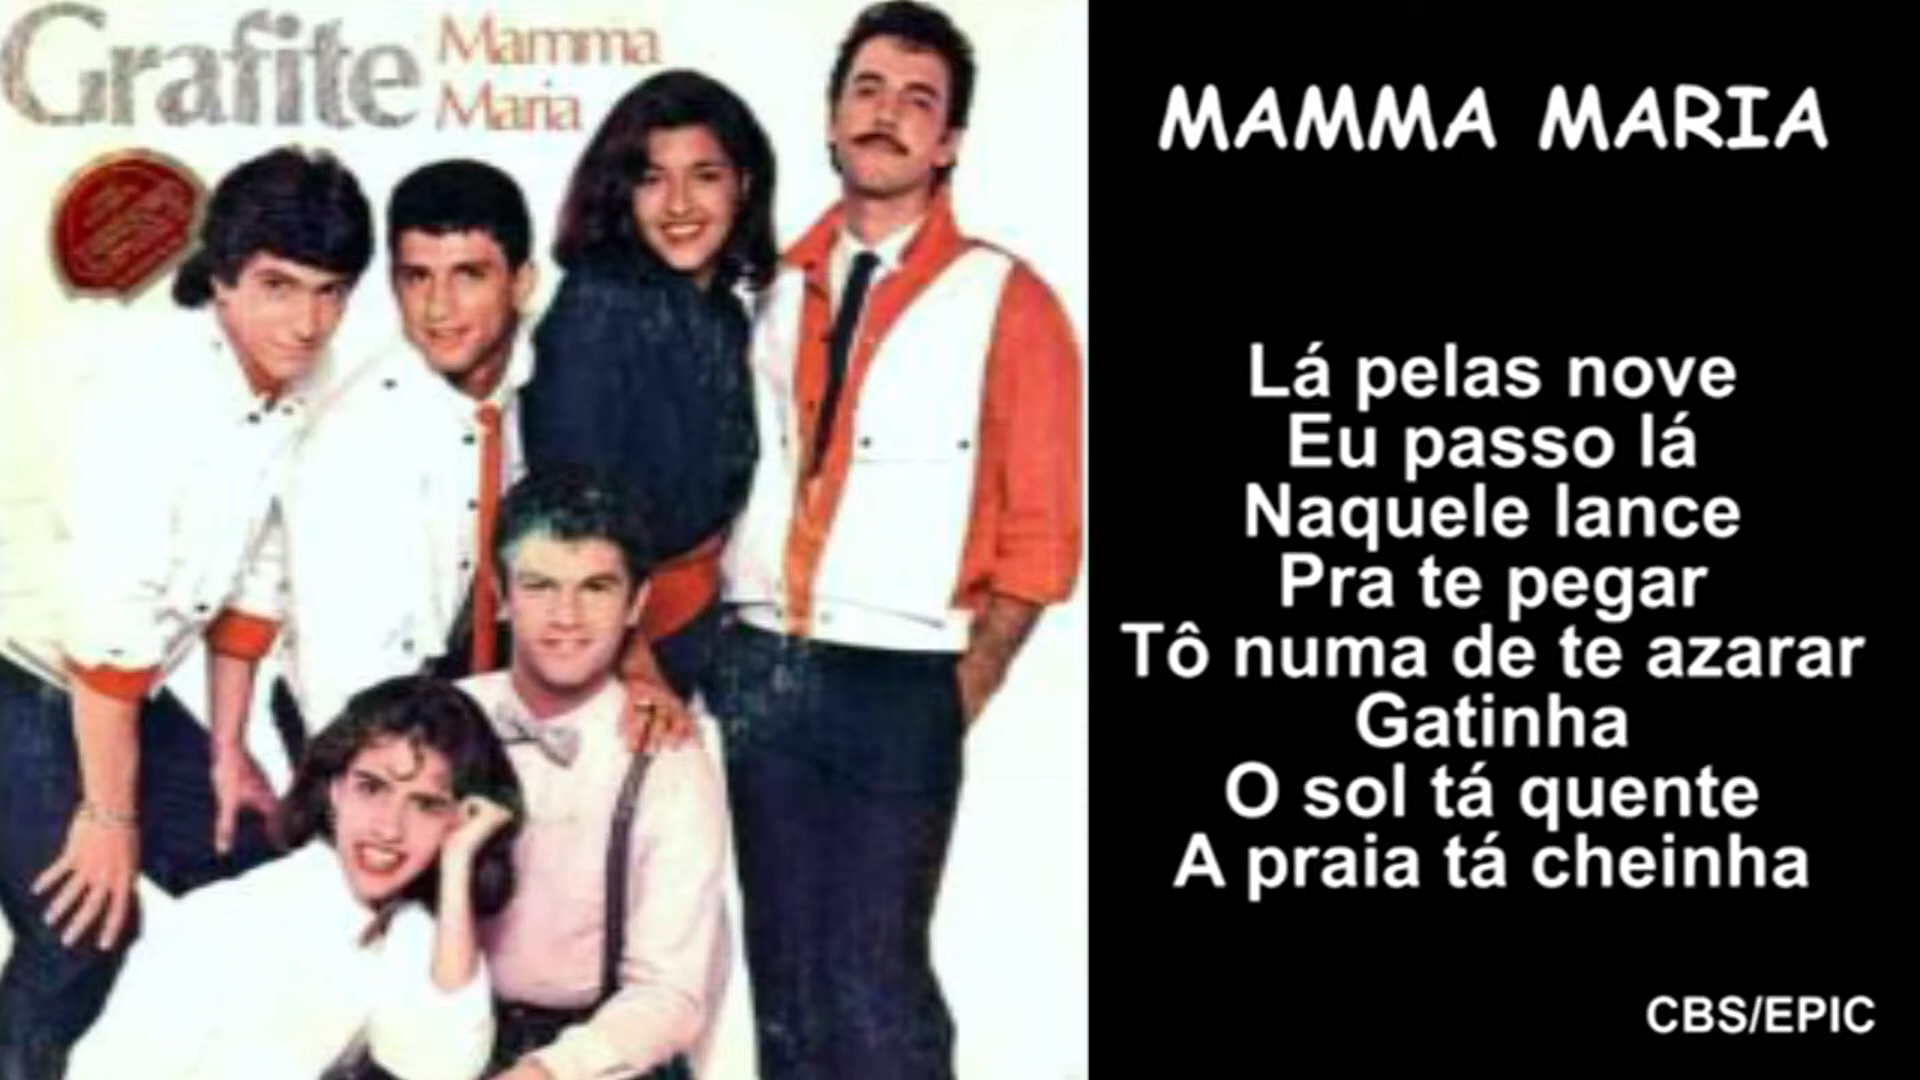 Grafite
Mamma
Maria
MAMMA MARIA
Lá pelas nove
Eu passo lá
Naquele lance
Pra te pegar
Tô numa de te azarar
Gatinha
O sol tá quente
A praia tá cheinha
CBS/EPIC